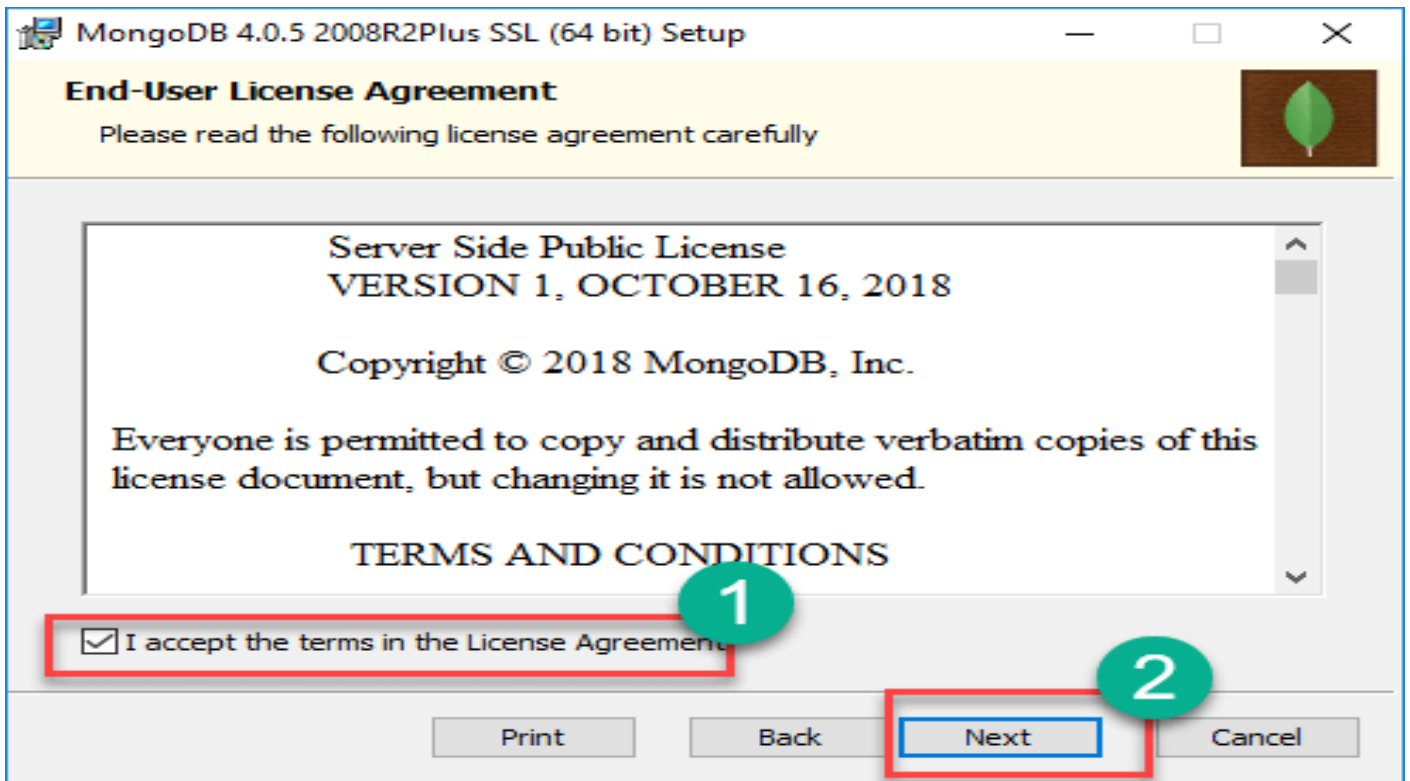 MongoDB 4.0.5 2008R2Plus SSL (64 bit) Setup
End-User License Agreement
Please read the following license agreement carefully
Server Side Public License
VERSION 1, OCTOBER 16, 2018
Copyright © 2018 MongoDB, Inc.
Everyone is permitted to copy and distribute verbatim copies of this
license document, but changing it is not allowed.
TERMS AND CONDITIONS
1
I accept the terms in the License Agreement
2
Print Back Next Cancel